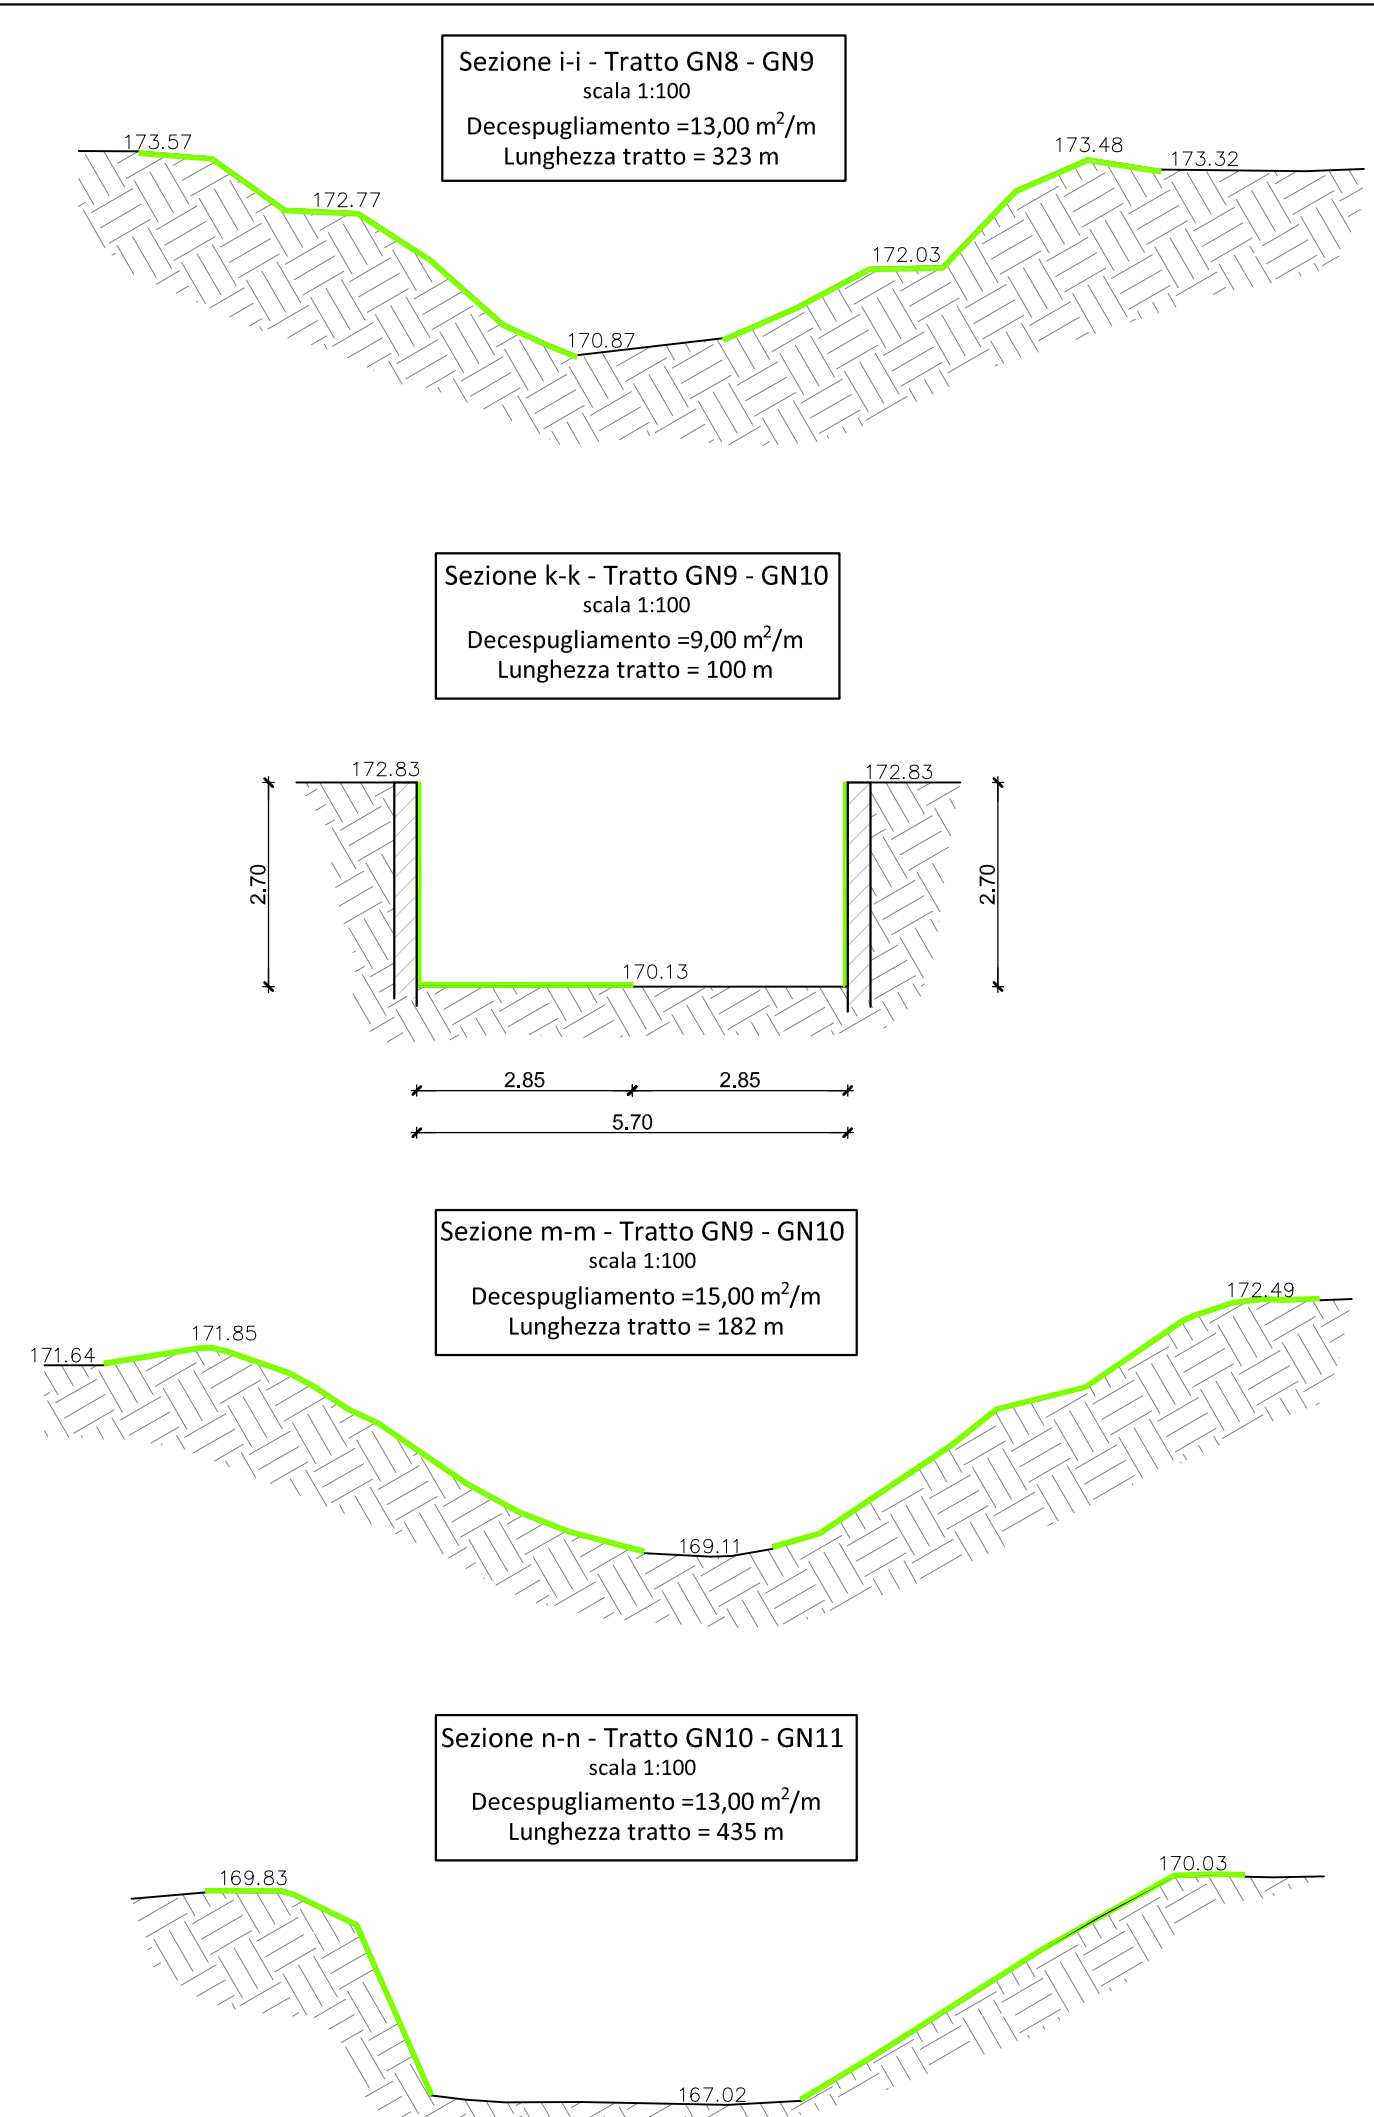 Sezione i-i - Tratto GN8 - GN9
scala 1:100
Decespugliamento =13,00 m²/m
Lunghezza tratto = 323 m
173.57
173.48
173.32
172.77
172.03
170.87
Sezione k-k - Tratto GN9 - GN10
scala 1:100
Decespugliamento =9,00 m²/m
Lunghezza tratto = 100 m
172.83
172.83
2.70
2.70
170.13
2.85
2.85
5.70
Sezione m-m - Tratto GN9 - GN10
scala 1:100
Decespugliamento =15,00 m²/m
Lunghezza tratto = 182 m
172.49
171.85
171.64
169.11
Sezione n-n - Tratto GN10 - GN11
scala 1:100
Decespugliamento =13,00 m²/m
Lunghezza tratto = 435 m
169.83
170.03
167.02